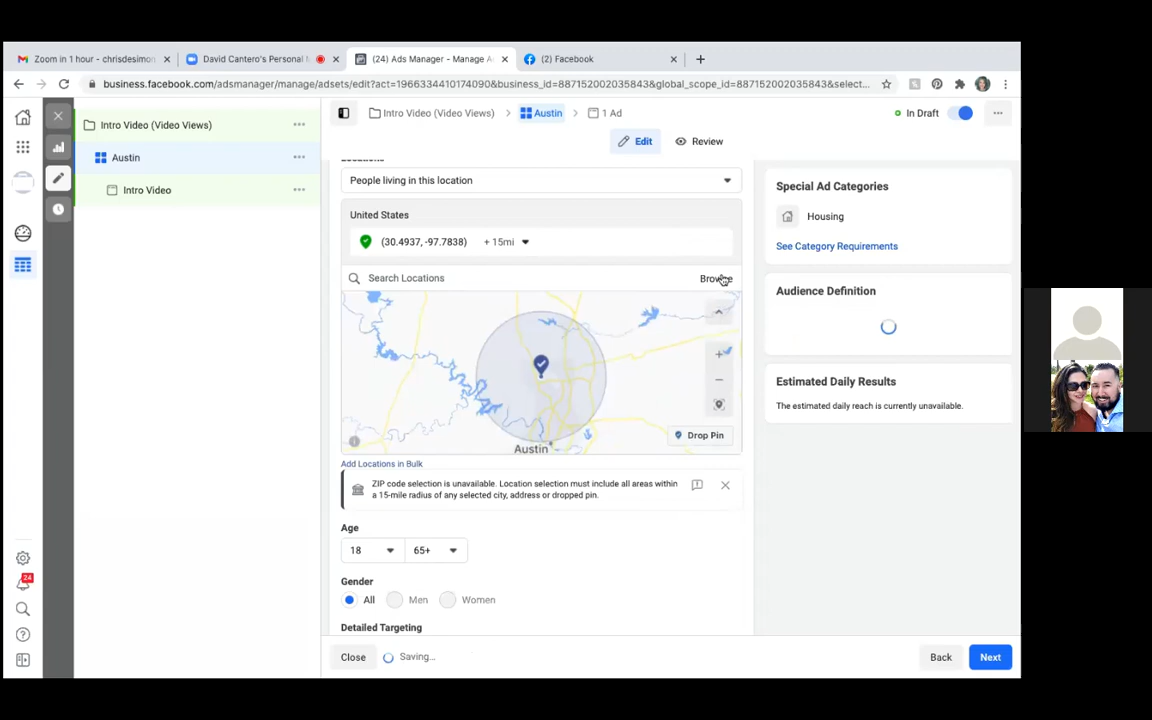 Zoom in 1 hour - chrisdesimon
David Cantero's Personal
(24) Ads Manager - Manage A
(2) Facebook
business.facebook.com/adsmanager/manage/adsets/edit?act=1966334410174090&business_id=887152002035843&global_scope_id=887152002035843&select...
Intro Video (Video Views)
Austin
Intro Video
Intro Video (Video Views)
Austin
1 Ad
In Draft
Edit
Review
People living in this location
United States
(30.4937, -97.7838) + 15mi
Search Locations
Browse
Drop Pin
Austin
Add Locations in Bulk
ZIP code selection is unavailable. Location selection must include all areas within
a 15-mile radius of any selected city, address or dropped pin.
Age
18
65+
Gender
All
Men
Women
Detailed Targeting
Close
Saving...
Back
Next
Special Ad Categories
Housing
See Category Requirements
Audience Definition
Estimated Daily Results
The estimated daily reach is currently unavailable.
24